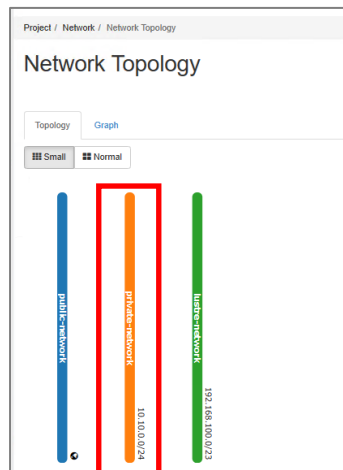 Project / Network / Network Topology
Network Topology
Topology
Graph
Small
Normal
public-network
private-network
10.10.0.0/24
lustre-network
192.168.100.0/23